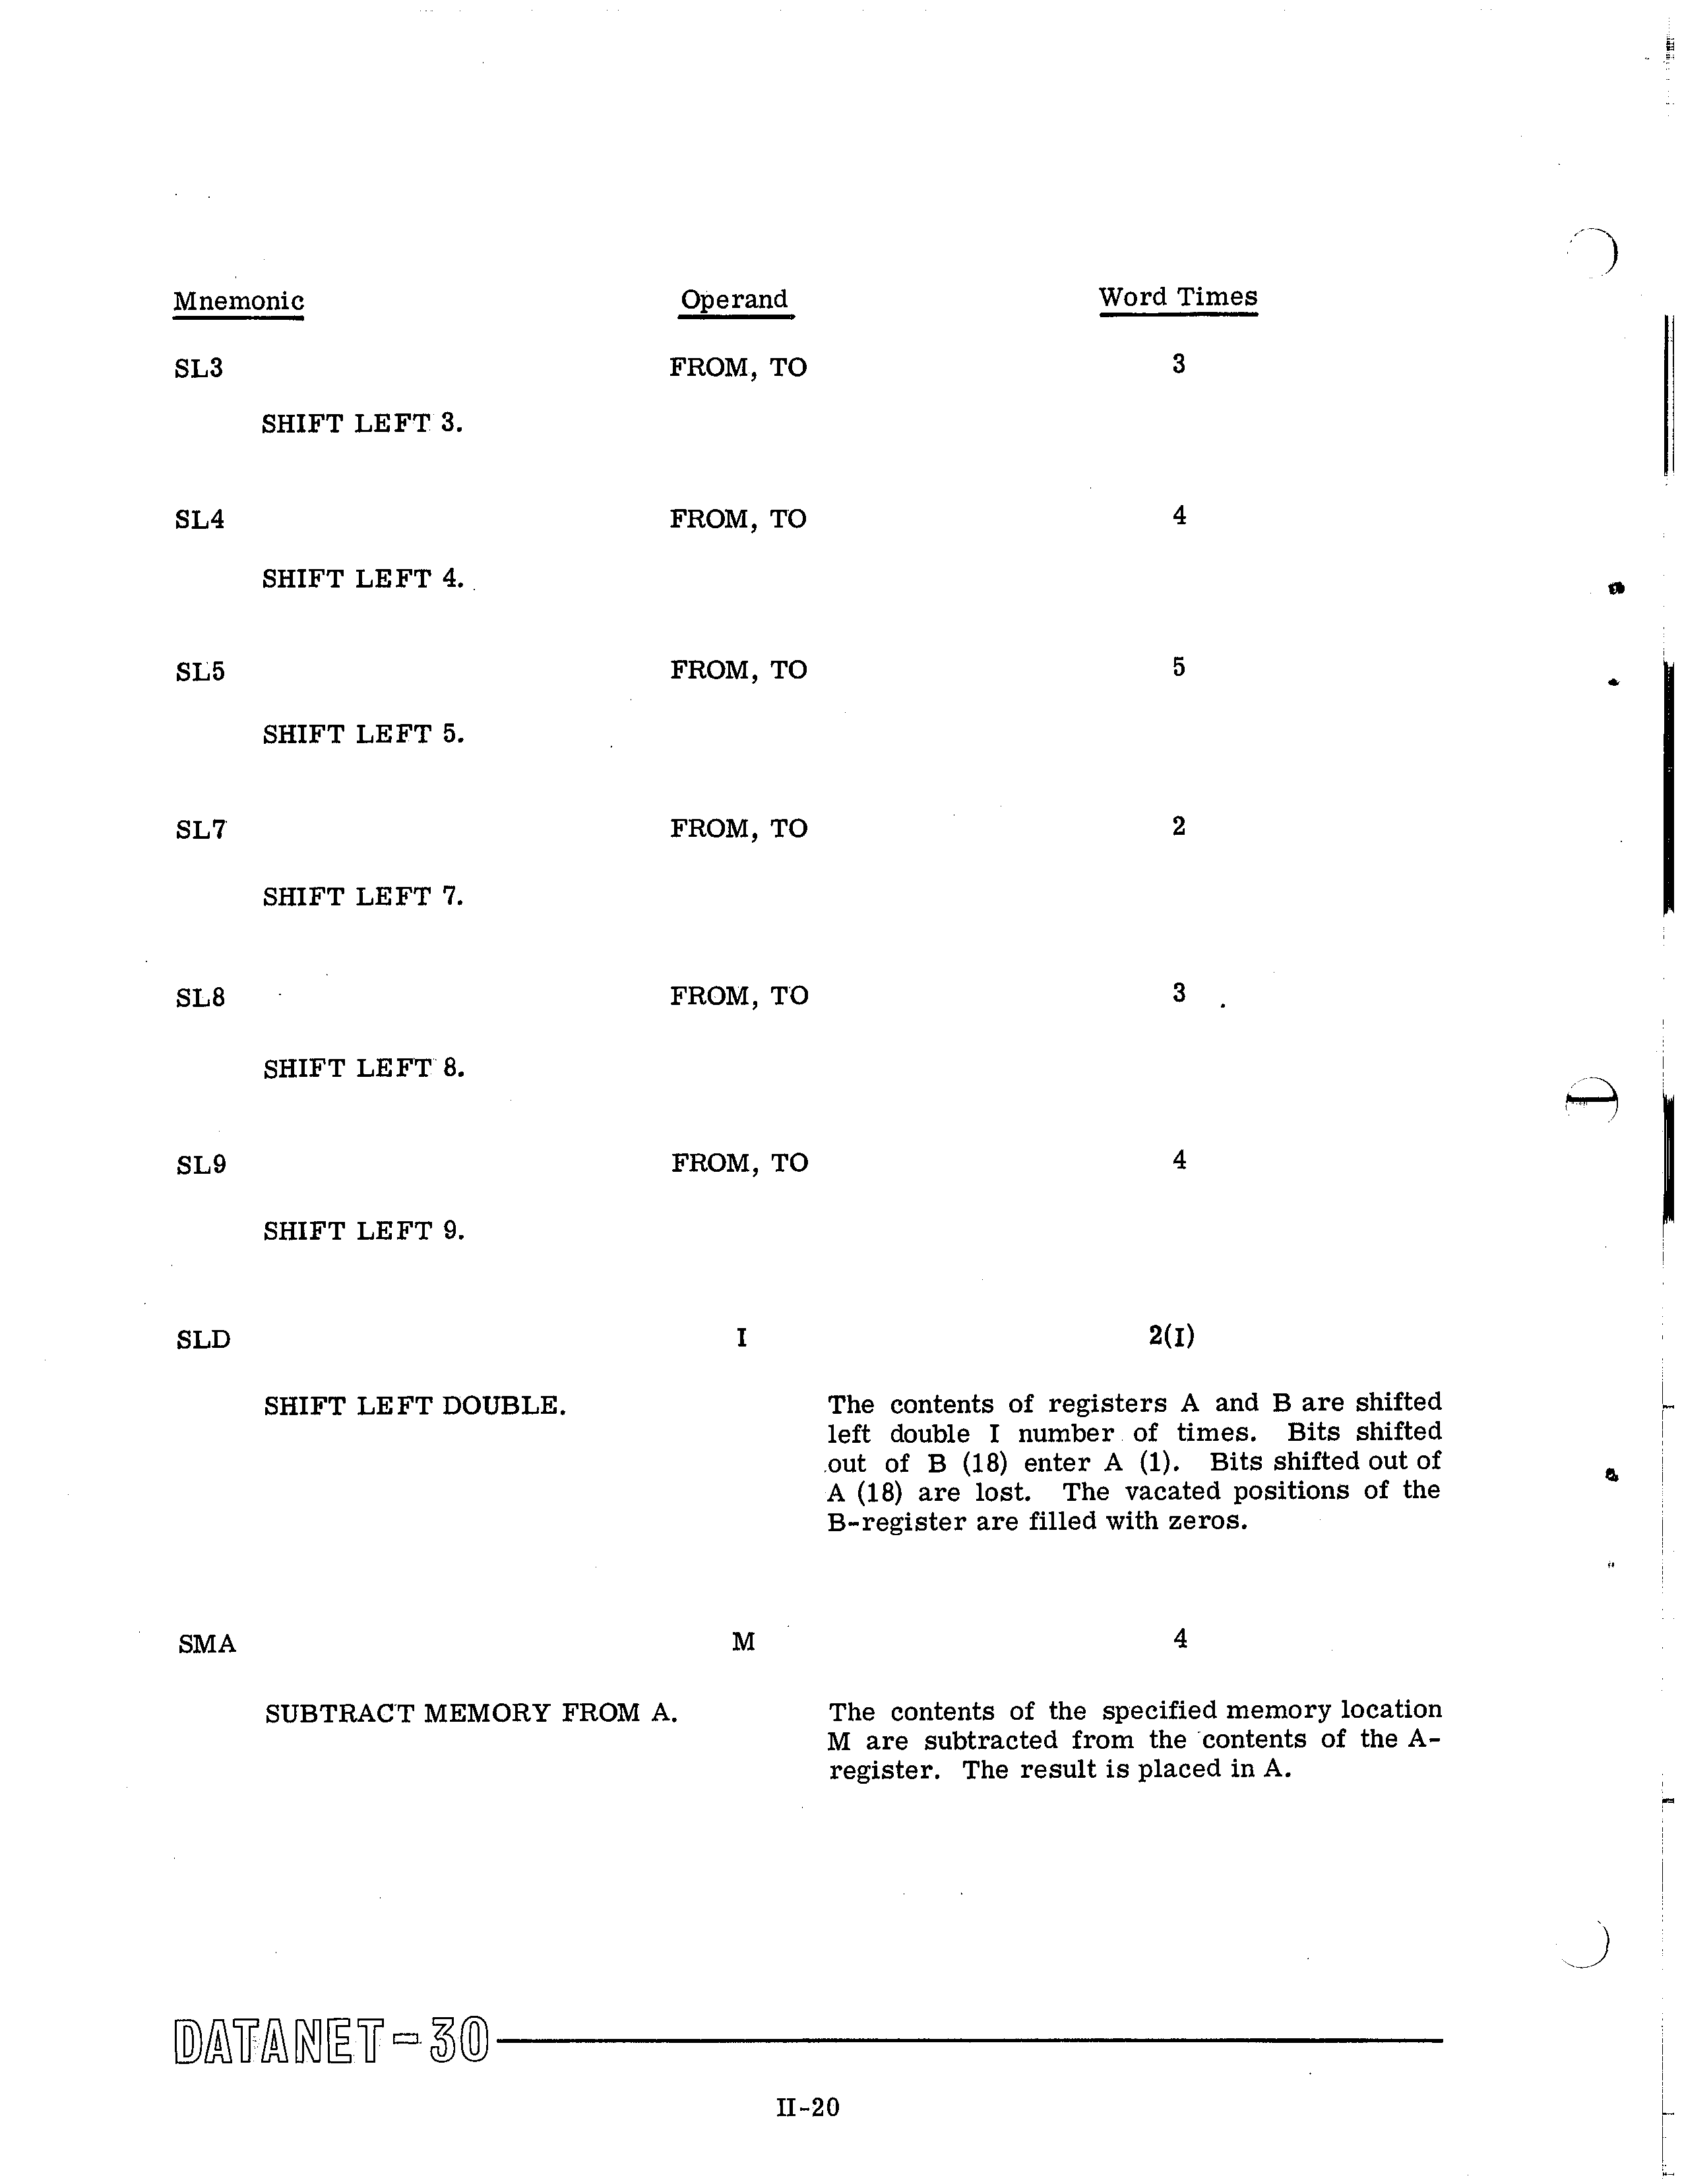 Mnemonic Operand Word Times
SL3 FROM, TO 3
SHIFT LEFT 3.
SL4 FROM, TO 4
SHIFT LEFT 4.
SL5 FROM, TO 5
SHIFT LEFT 5.
SL7 FROM, TO 2
SHIFT LEFT 7.
SL8 FROM, TO 3
SHIFT LEFT 8.
SL9 FROM, TO 4
SHIFT LEFT 9.
SLD I 2(I)
SHIFT LEFT DOUBLE. The contents of registers A and B are shifted
left double I number of times. Bits shifted
out of B (18) enter A (1). Bits shifted out of
A (18) are lost. The vacated positions of the
B-register are filled with zeros.
SMA M 4
SUBTRACT MEMORY FROM A. The contents of the specified memory location
M are subtracted from the contents of the A-
register. The result is placed in A.
DATANET-30
II-20